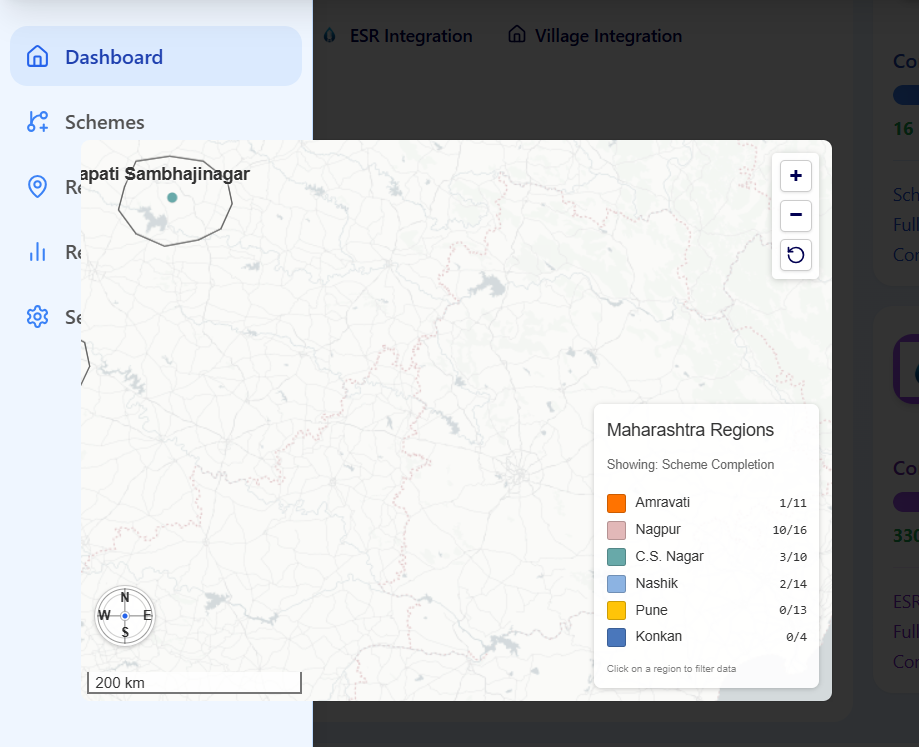 Dashboard
Schemes
Re
Re
Se
ESR Integration
Village Integration
apati Sambhajinagar
+
−
Maharashtra Regions
Showing: Scheme Completion
Amravati 1/11
Nagpur 10/16
C.S. Nagar 3/10
Nashik 2/14
Pune 0/13
Konkan 0/4
Click on a region to filter data
N
W E
S
200 km
Co
16
Sch
Full
Con
Co
330
ESR
Full
Con